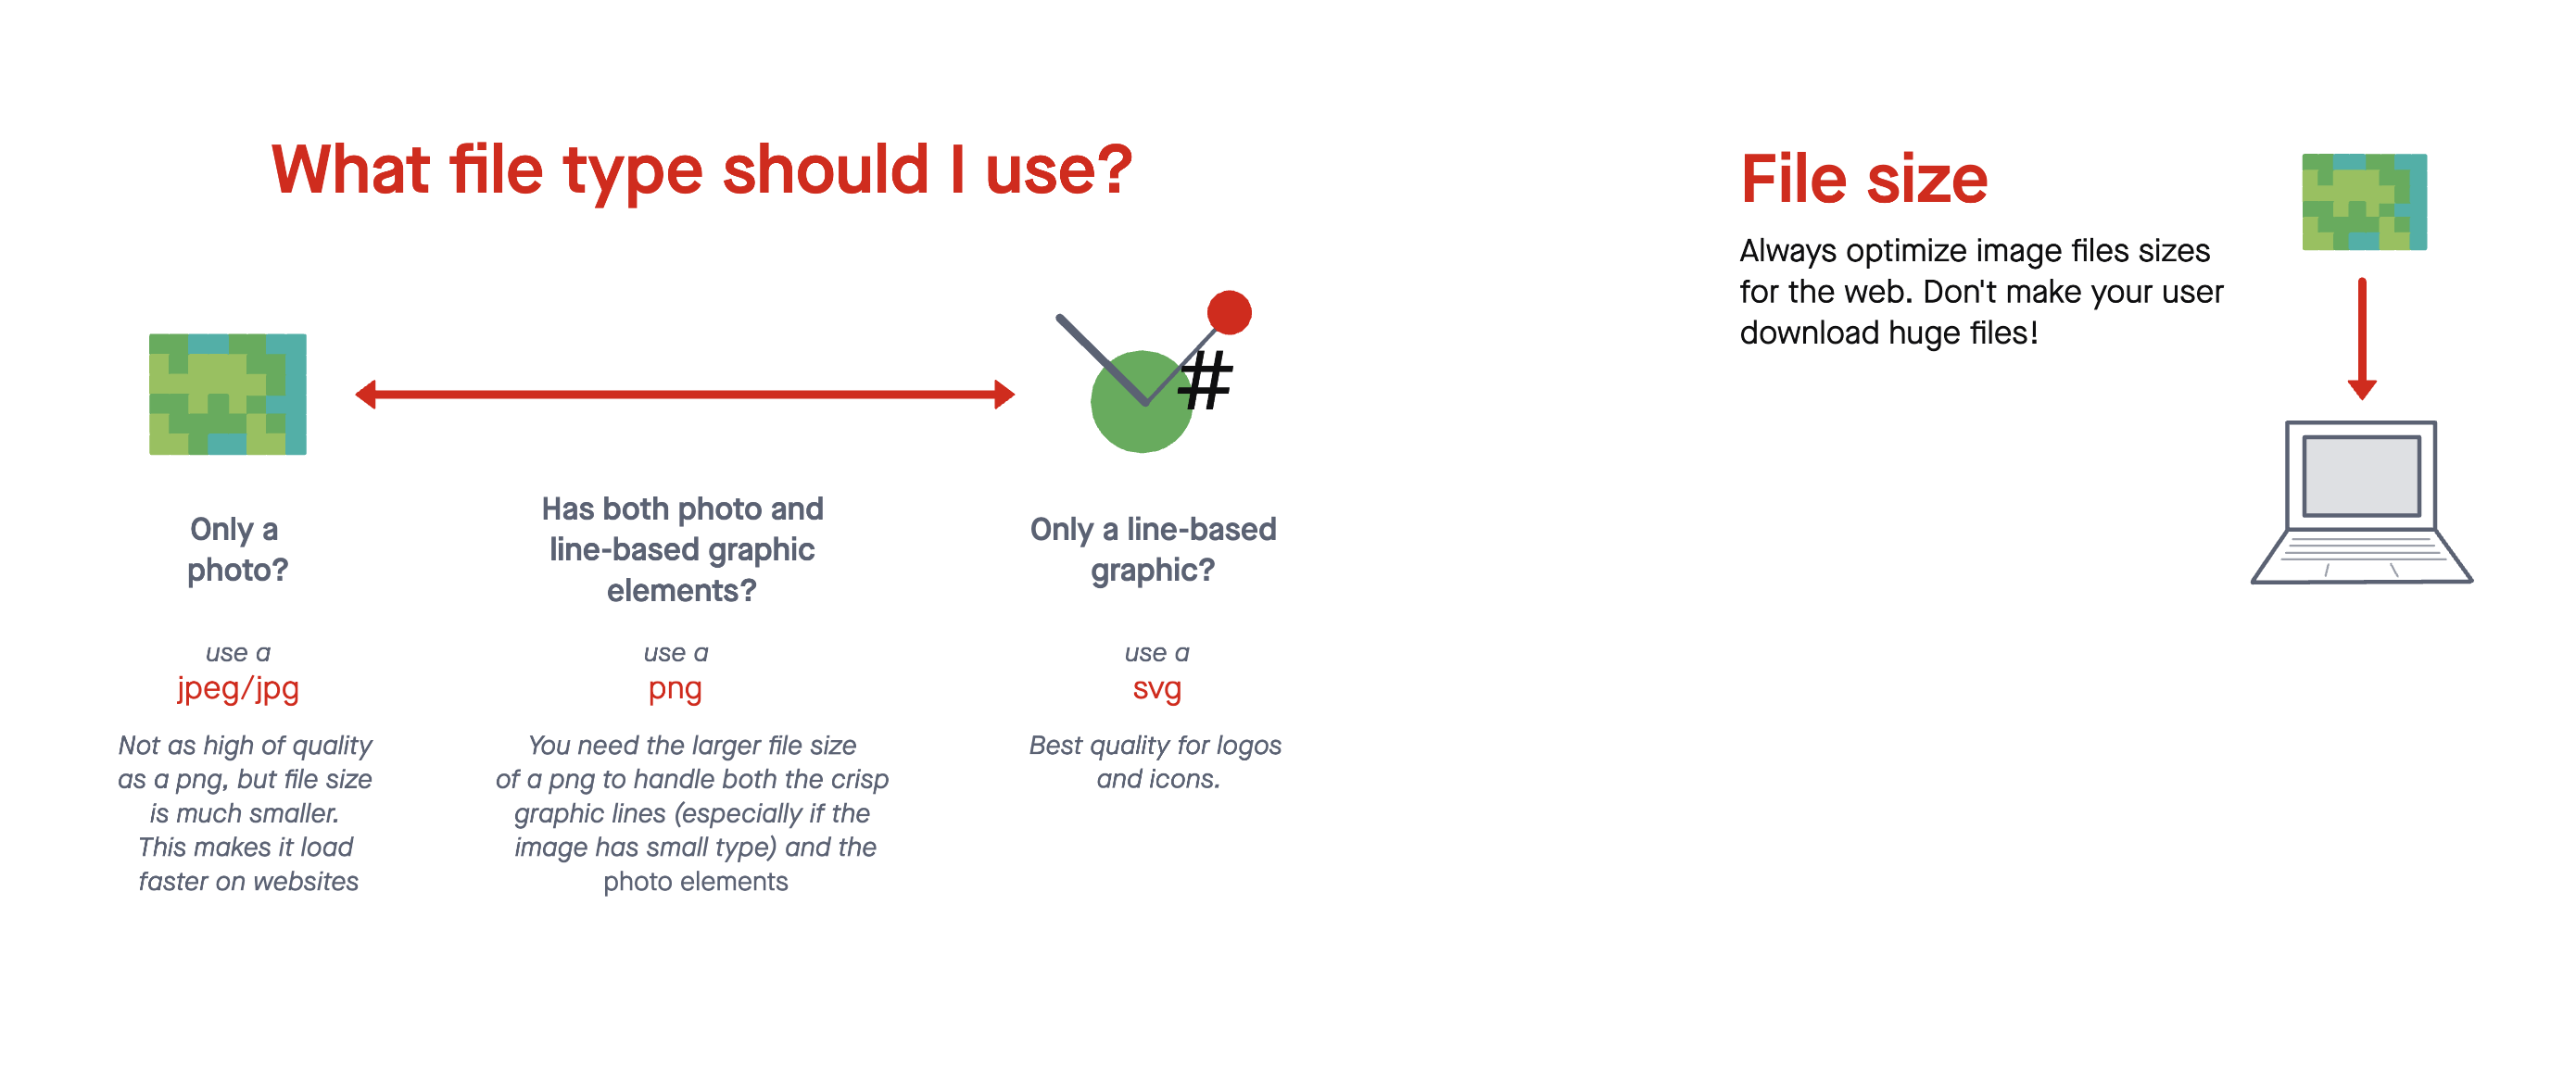 What file type should I use?
#
Only a
photo?
use a
jpeg/jpg
Not as high of quality
as a png, but file size
is much smaller.
This makes it load
faster on websites
Has both photo and
line-based graphic
elements?
use a
png
You need the larger file size
of a png to handle both the crisp
graphic lines (especially if the
image has small type) and the
photo elements
Only a line-based
graphic?
use a
svg
Best quality for logos
and icons.
File size
Always optimize image files sizes
for the web. Don't make your user
download huge files!